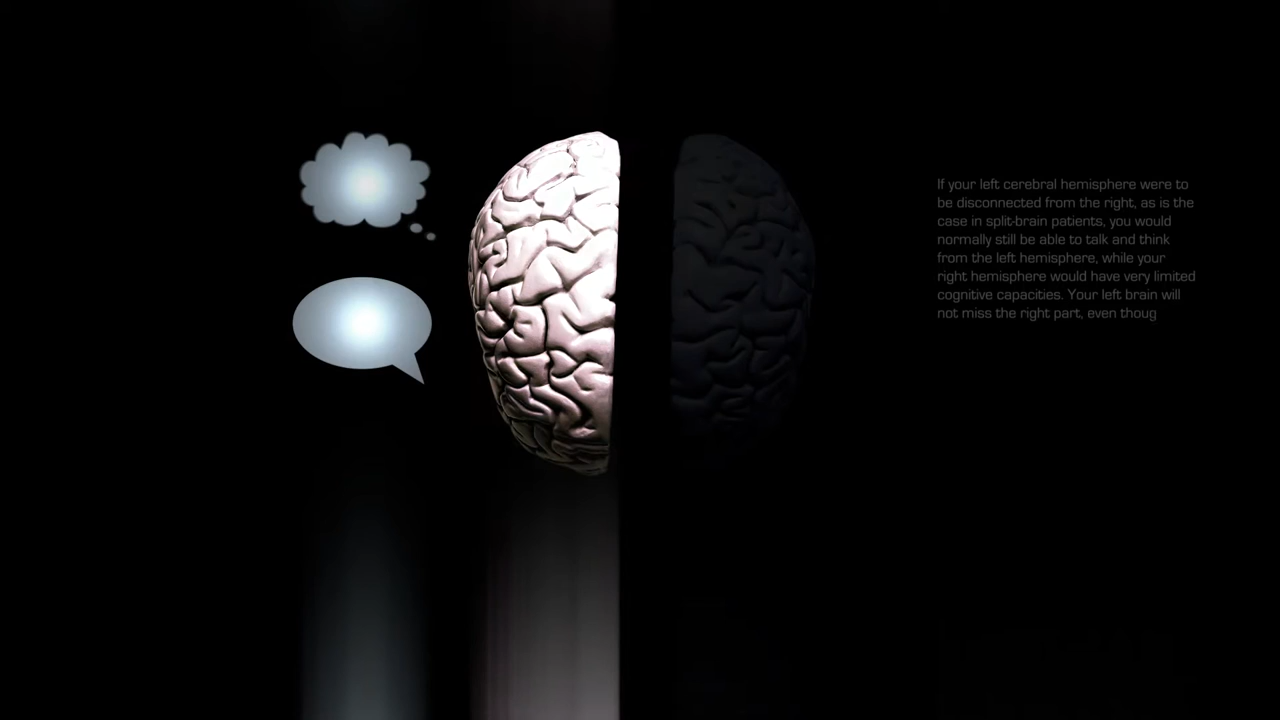 If your left cerebral hemisphere were to
be disconnected from the right, as is the
case in split-brain patients, you would
normally still be able to talk and think
from the left hemisphere, while your
right hemisphere would have very limited
cognitive capacities. Your left brain will
not miss the right part, even thoug